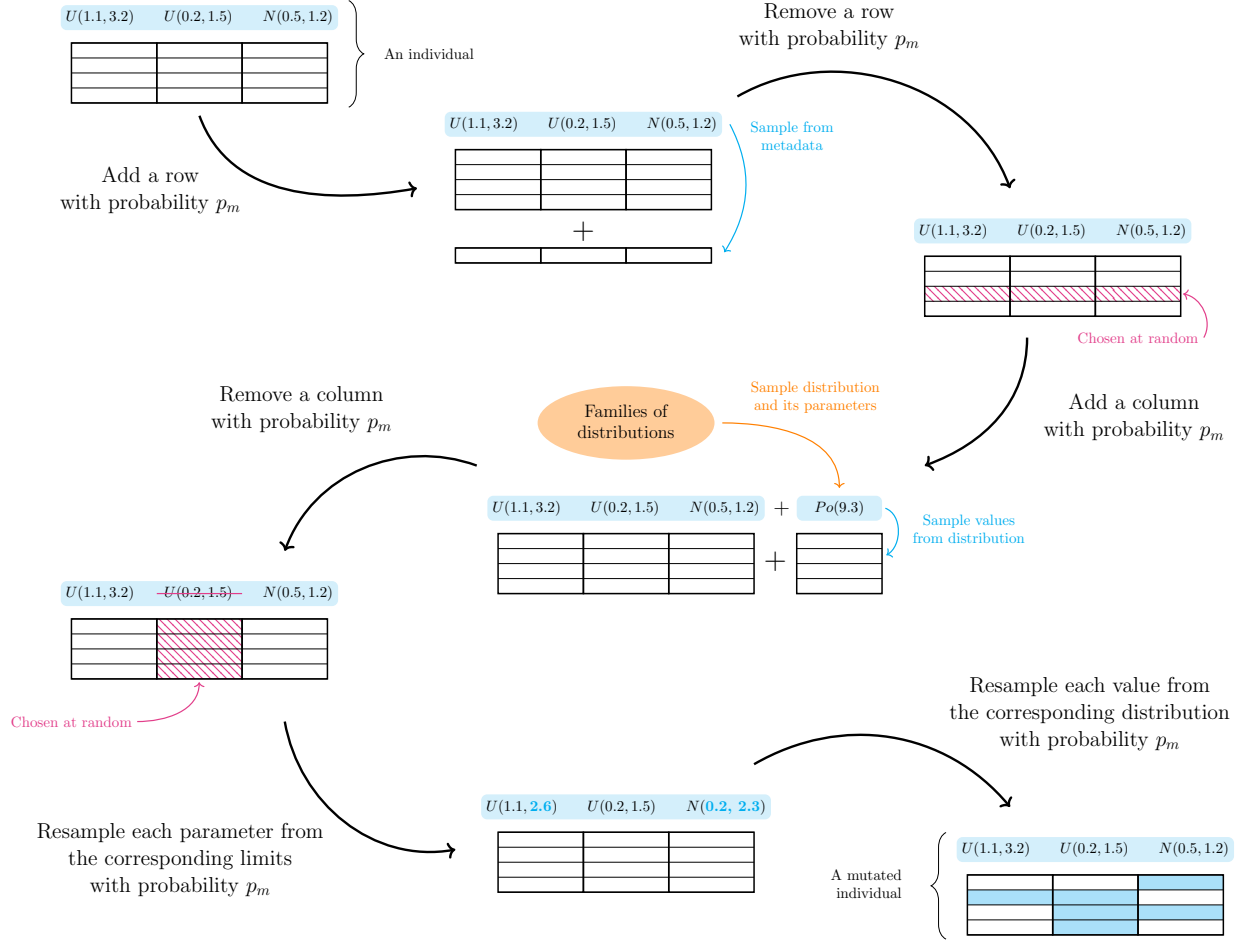 U(1.1, 3.2) U(0.2, 1.5) N(0.5, 1.2)
An individual
Add a row
with probability p_m
U(1.1, 3.2) U(0.2, 1.5) N(0.5, 1.2)
+
Sample from
metadata
Remove a row
with probability p_m
U(1.1, 3.2) U(0.2, 1.5) N(0.5, 1.2)
Chosen at random
Add a column
with probability p_m
Families of
distributions
Sample distribution
and its parameters
U(1.1, 3.2) U(0.2, 1.5) N(0.5, 1.2) + Po(9.3)
+
Sample values
from distribution
Remove a column
with probability p_m
U(1.1, 3.2) U(0.2, 1.5) N(0.5, 1.2)
Chosen at random
Resample each parameter from
the corresponding limits
with probability p_m
U(1.1, 2.6) U(0.2, 1.5) N(0.2, 2.3)
Resample each value from
the corresponding distribution
with probability p_m
U(1.1, 3.2) U(0.2, 1.5) N(0.5, 1.2)
A mutated
individual